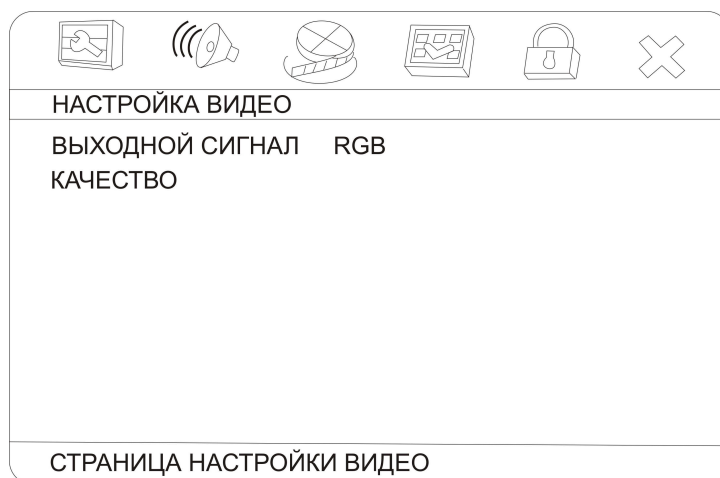 НАСТРОЙКА ВИДЕО
ВЫХОДНОЙ СИГНАЛ RGB
КАЧЕСТВО
СТРАНИЦА НАСТРОЙКИ ВИДЕО